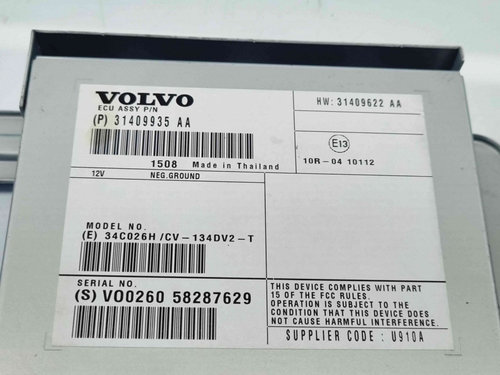 VOLVO
ECU ASSY P/N
(P) 31409935 AA
HW: 31409622 AA
E13
10R-04 10112
1508 Made in Thailand
12V NEG.GROUND
MODEL NO.
(E) 34C026H/CV-134DV2-T
SERIAL NO.
(S) VO0260 58287629
THIS DEVICE COMPLIES WITH PART
15 OF THE FCC RULES.
OPERATION IS SUBJECT TO THE
CONDITION THAT THIS DEVICE DOES
NOT CAUSE HARMFUL INTERFERENCE.
SUPPLIER CODE : U910A